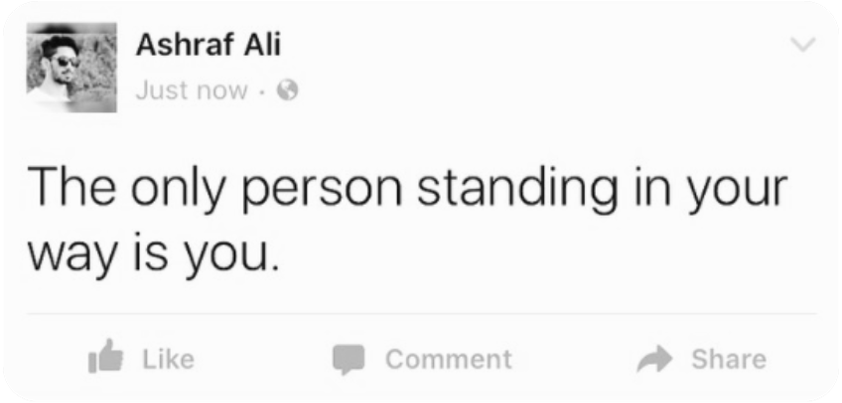 Ashraf Ali
Just now ·
The only person standing in your
way is you.
Like Comment Share